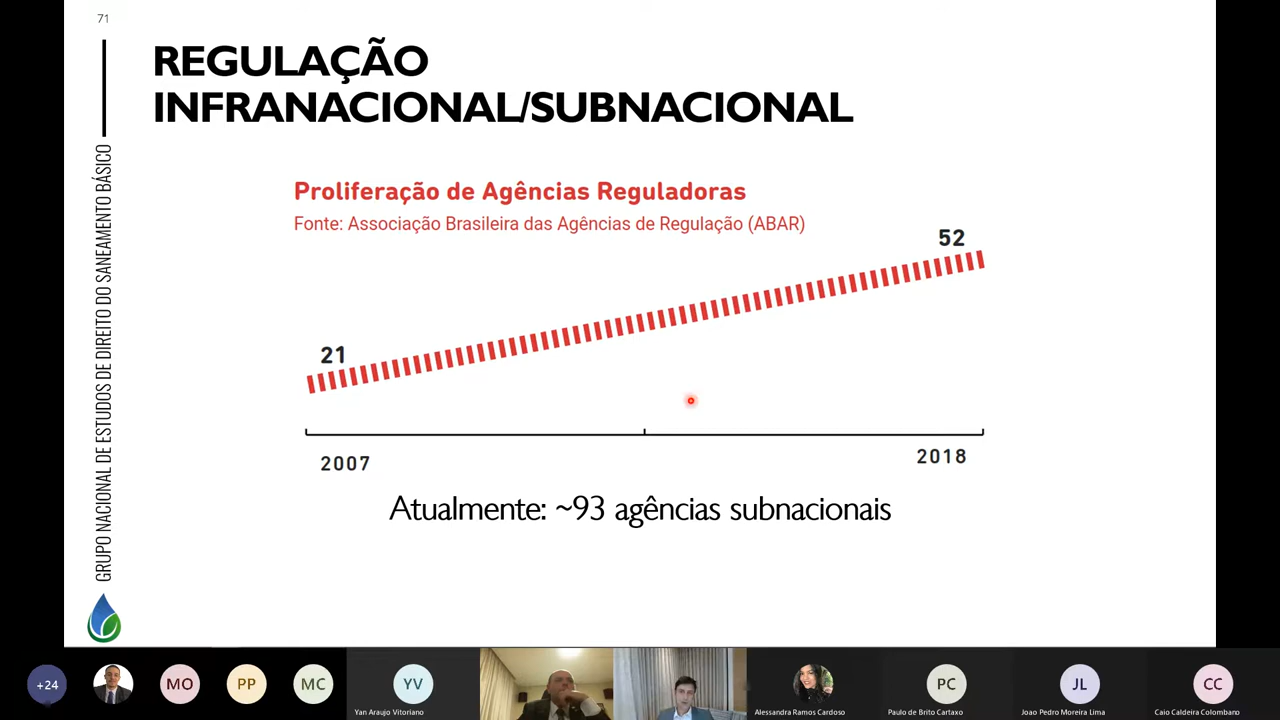 71
REGULAÇÃO
INFRANACIONAL/SUBNACIONAL
GRUPO NACIONAL DE ESTUDOS DE DIREITO DO SANEAMENTO BÁSICO
Proliferação de Agências Reguladoras
Fonte: Associação Brasileira das Agências de Regulação (ABAR)
52
21
2007
2018
Atualmente: ~93 agências subnacionais
+24
MO
PP
MC
YV
PC
JL
CC
Yan Araujo Vitoriano
Alessandra Ramos Cardoso
Paulo de Brito Cartaxo
Joao Pedro Moreira Lima
Caio Caldeira Colombano